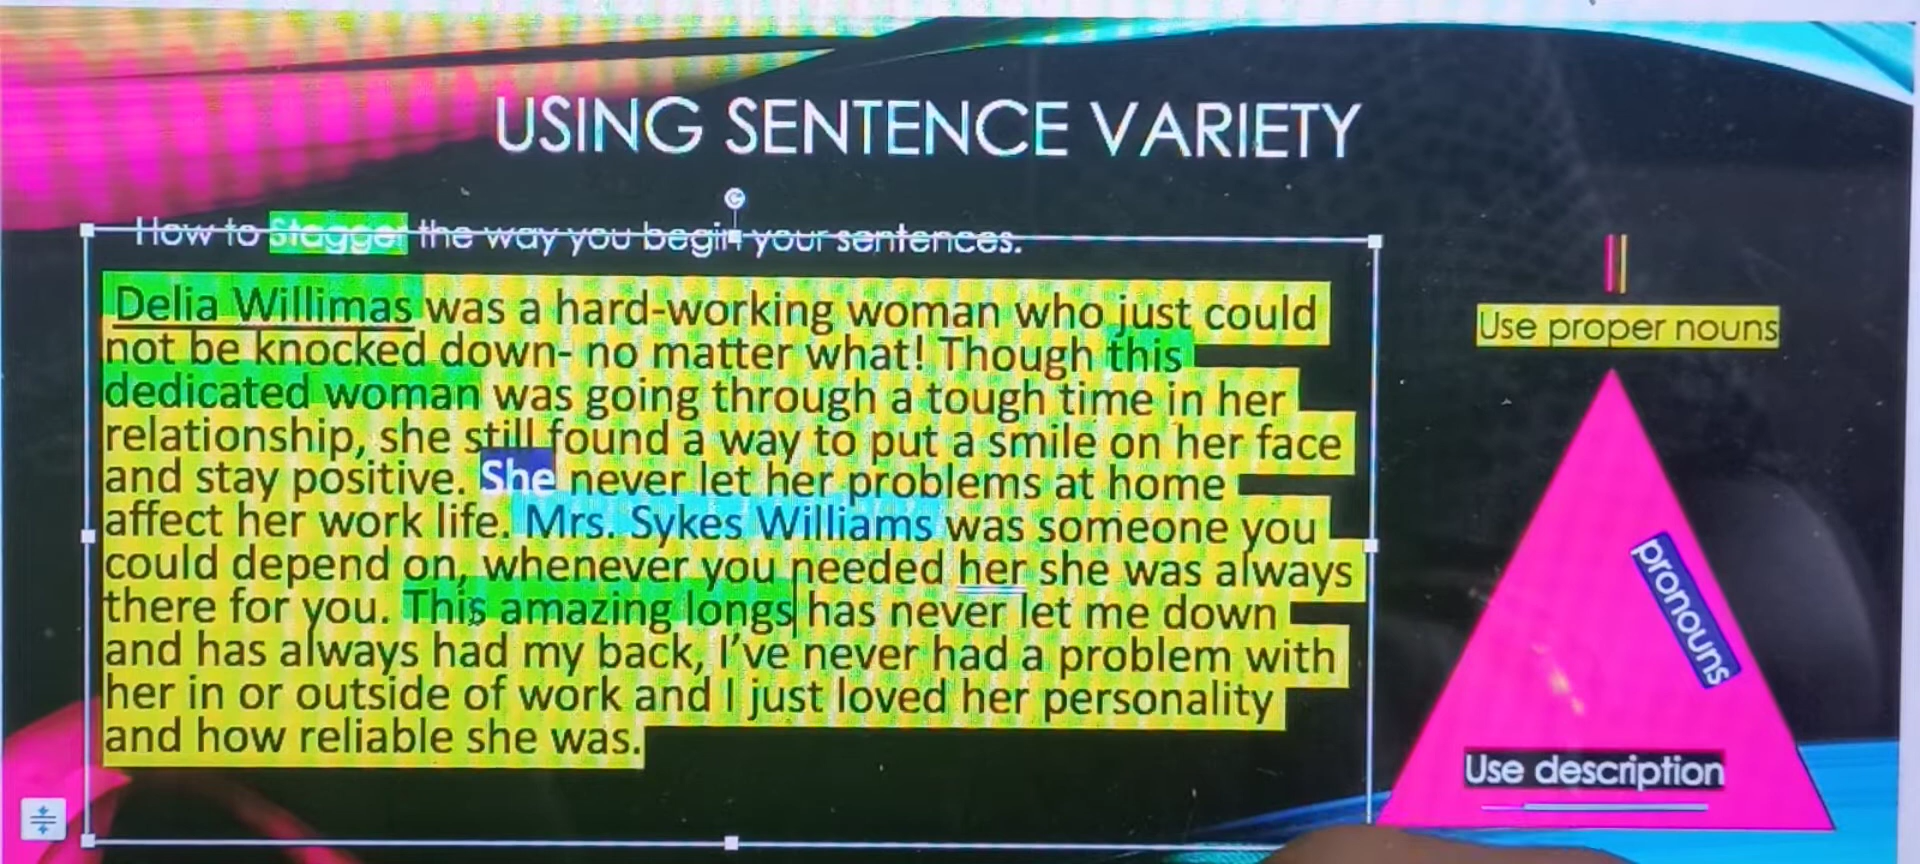 USING SENTENCE VARIETY
How to Stagger the way you begin your sentences.
Delia Willimas was a hard-working woman who just could
not be knocked down- no matter what! Though this
dedicated woman was going through a tough time in her
relationship, she still found a way to put a smile on her face
and stay positive. She never let her problems at home
affect her work life. Mrs. Sykes Williams was someone you
could depend on, whenever you needed her she was always
there for you. This amazing longs has never let me down
and has always had my back, I've never had a problem with
her in or outside of work and I just loved her personality
and how reliable she was.
Use proper nouns
pronouns
Use description